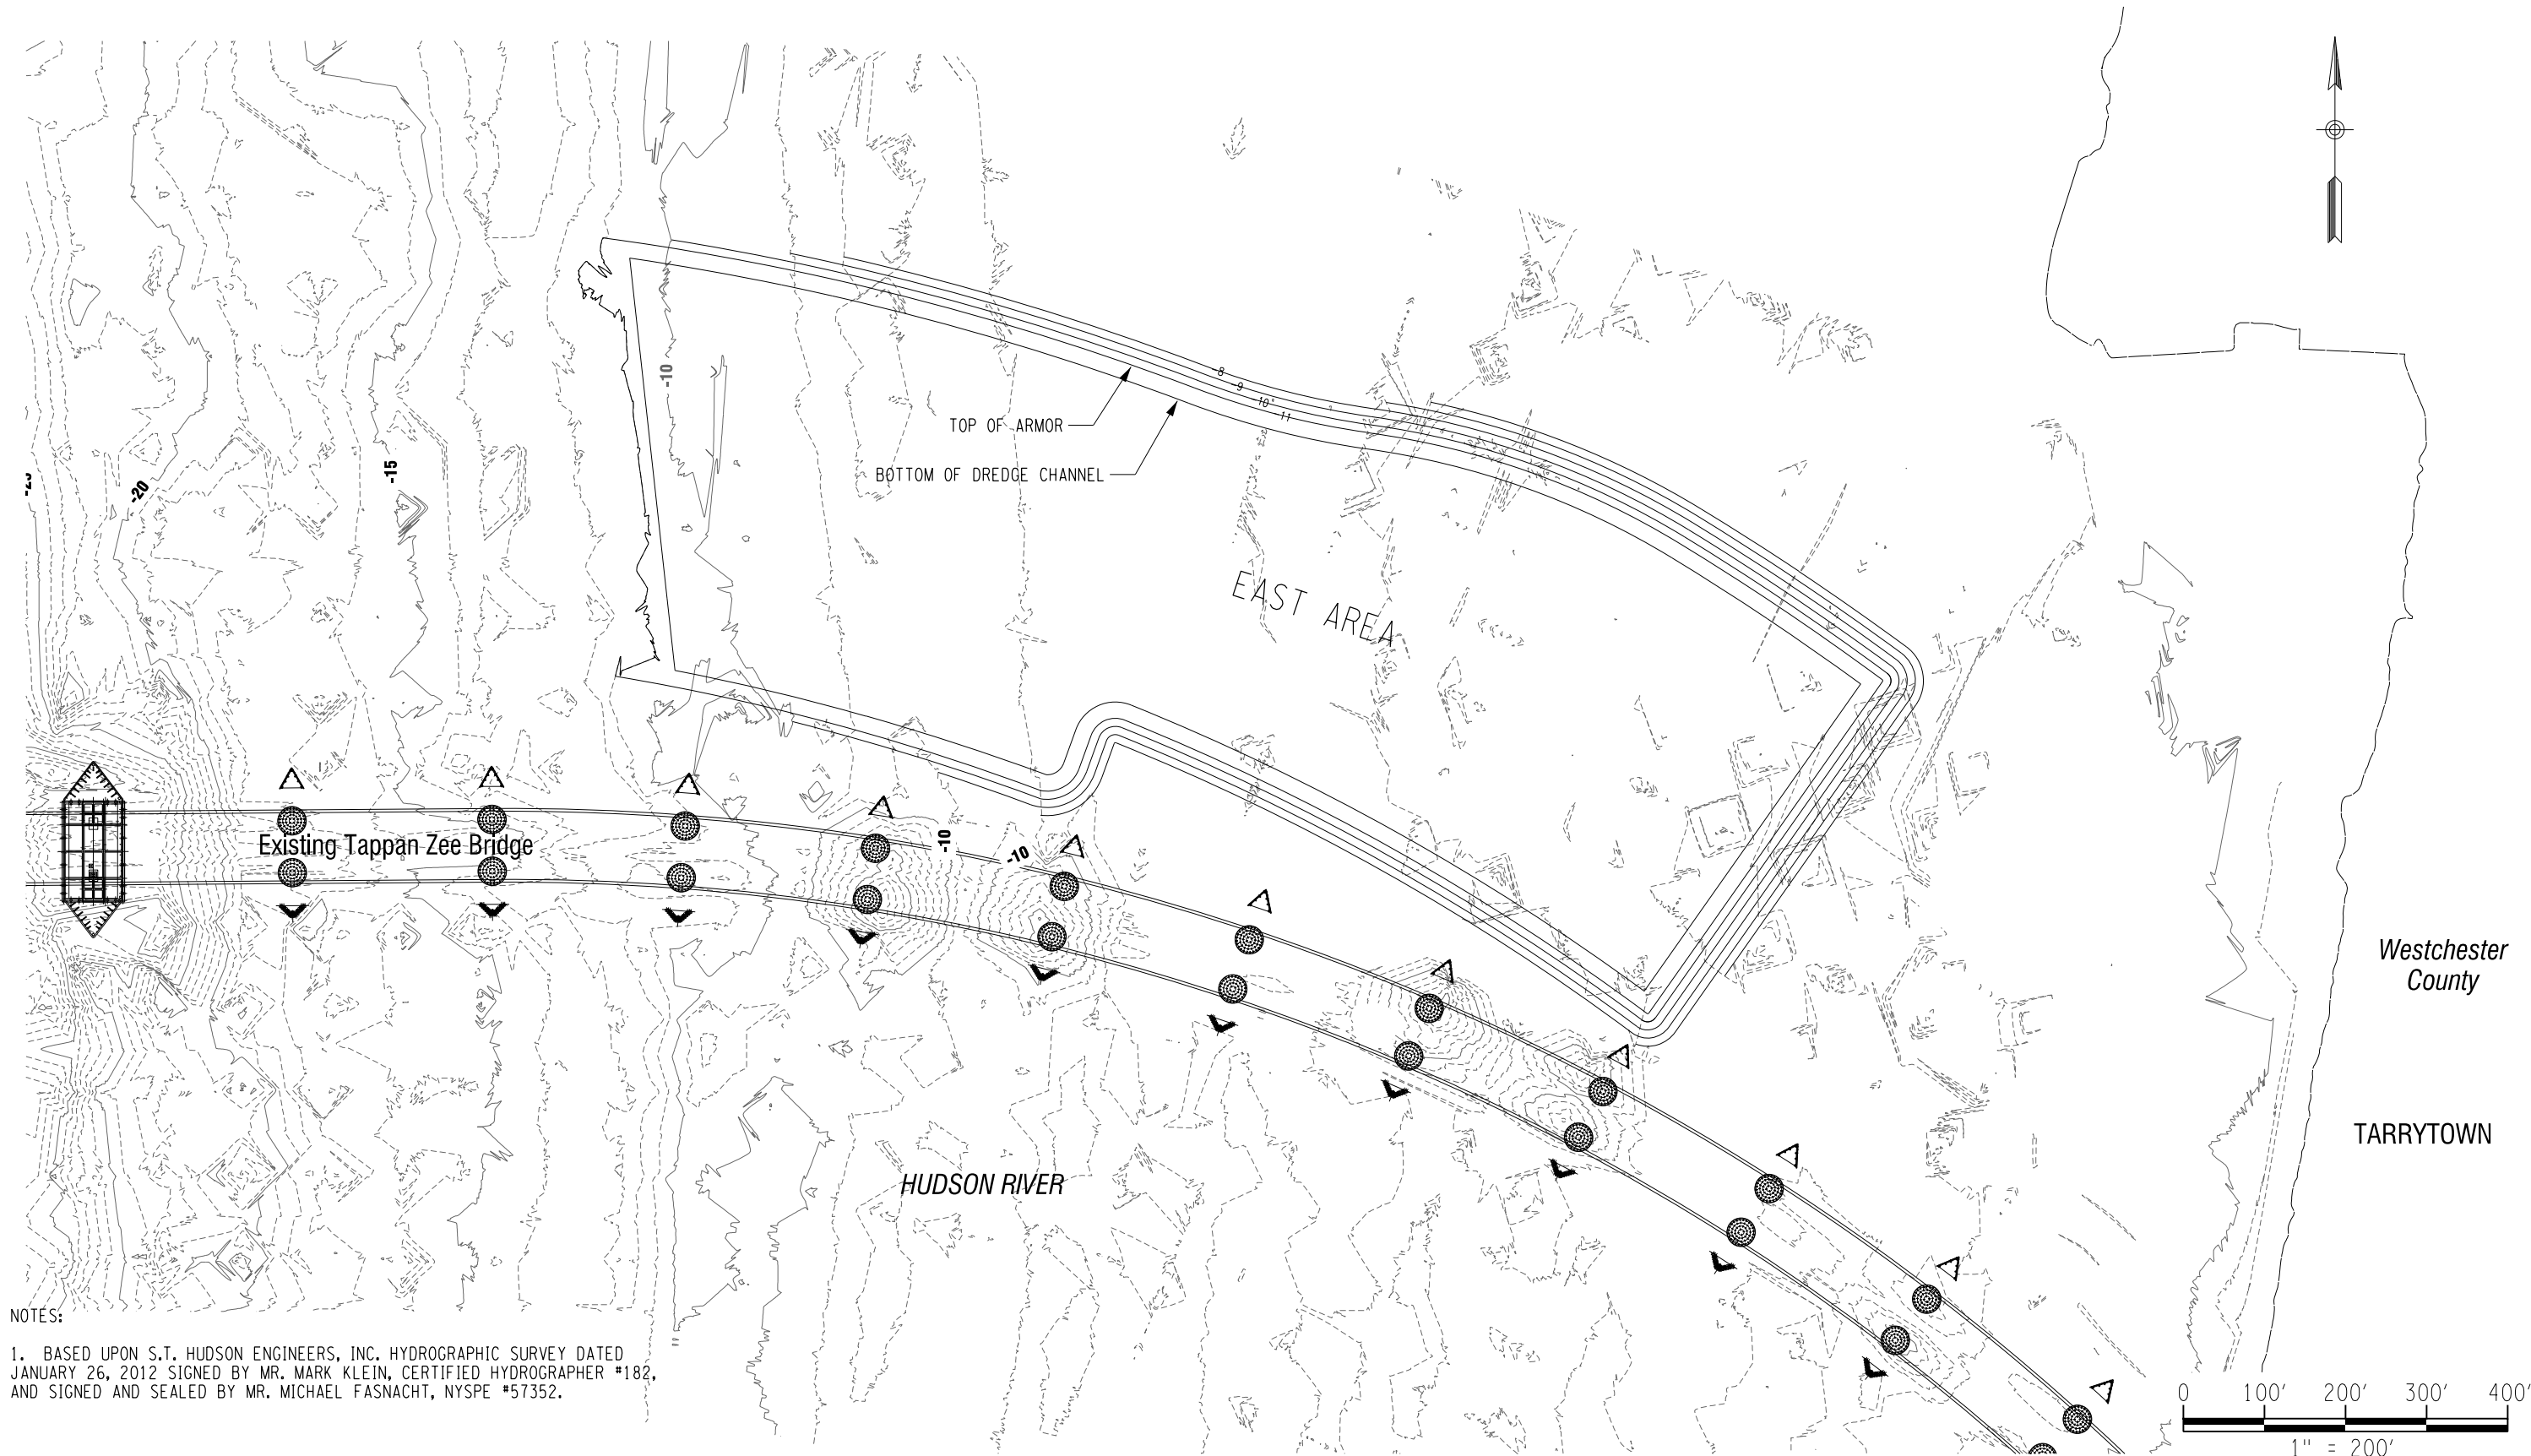 -8
-9
10"
11
-10
TOP OF ARMOR
BOTTOM OF DREDGE CHANNEL
-15
-20
EAST AREA
Existing Tappan Zee Bridge
-10
-10
Westchester
County
TARRYTOWN
HUDSON RIVER
NOTES:
1. BASED UPON S.T. HUDSON ENGINEERS, INC. HYDROGRAPHIC SURVEY DATED
JANUARY 26, 2012 SIGNED BY MR. MARK KLEIN, CERTIFIED HYDROGRAPHER #182,
AND SIGNED AND SEALED BY MR. MICHAEL FASNACHT, NYSPE #57352.
0 100' 200' 300' 400'
1" = 200'